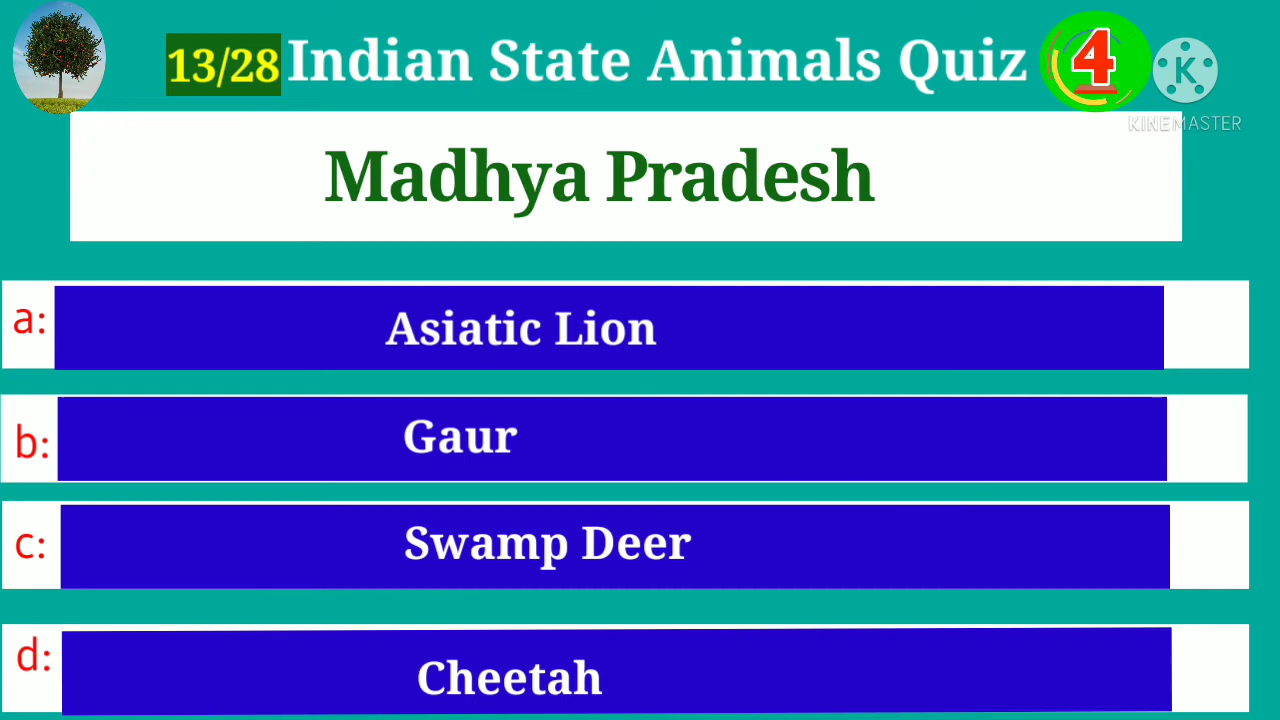 13/28 Indian State Animals Quiz 4
K
KINEMASTER
Madhya Pradesh
a: Asiatic Lion
b: Gaur
c: Swamp Deer
d: Cheetah